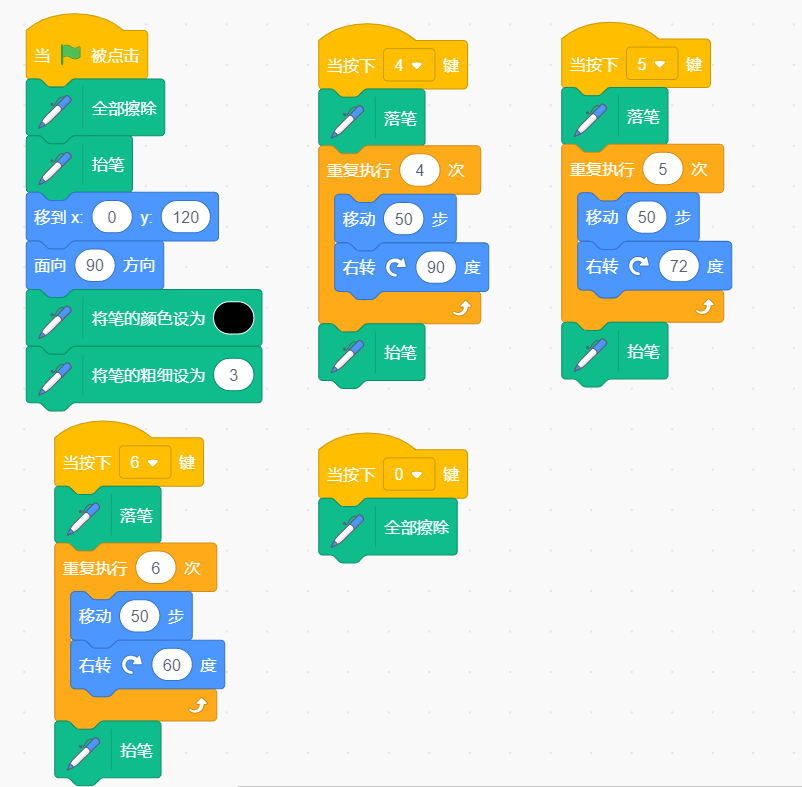 当 被点击
全部擦除
抬笔
移到 x: 0 y: 120
面向 90 方向
将笔的颜色设为
将笔的粗细设为 3
当按下 4 键
落笔
重复执行 4 次
移动 50 步
右转 90 度
抬笔
当按下 5 键
落笔
重复执行 5 次
移动 50 步
右转 72 度
抬笔
当按下 6 键
落笔
重复执行 6 次
移动 50 步
右转 60 度
抬笔
当按下 0 键
全部擦除